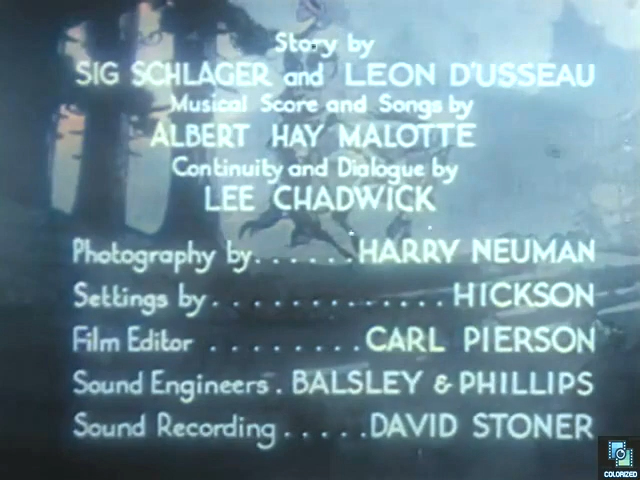 Story by
SIG SCHLAGER and LEON D'USSEAU
Musical Score and Songs by
ALBERT HAY MALOTTE
Continuity and Dialogue by
LEE CHADWICK
Photography by......HARRY NEUMAN
Settings by.............HICKSON
Film Editor .........CARL PIERSON
Sound Engineers. BALSLEY & PHILLIPS
Sound Recording.....DAVID STONER
COLORIZED